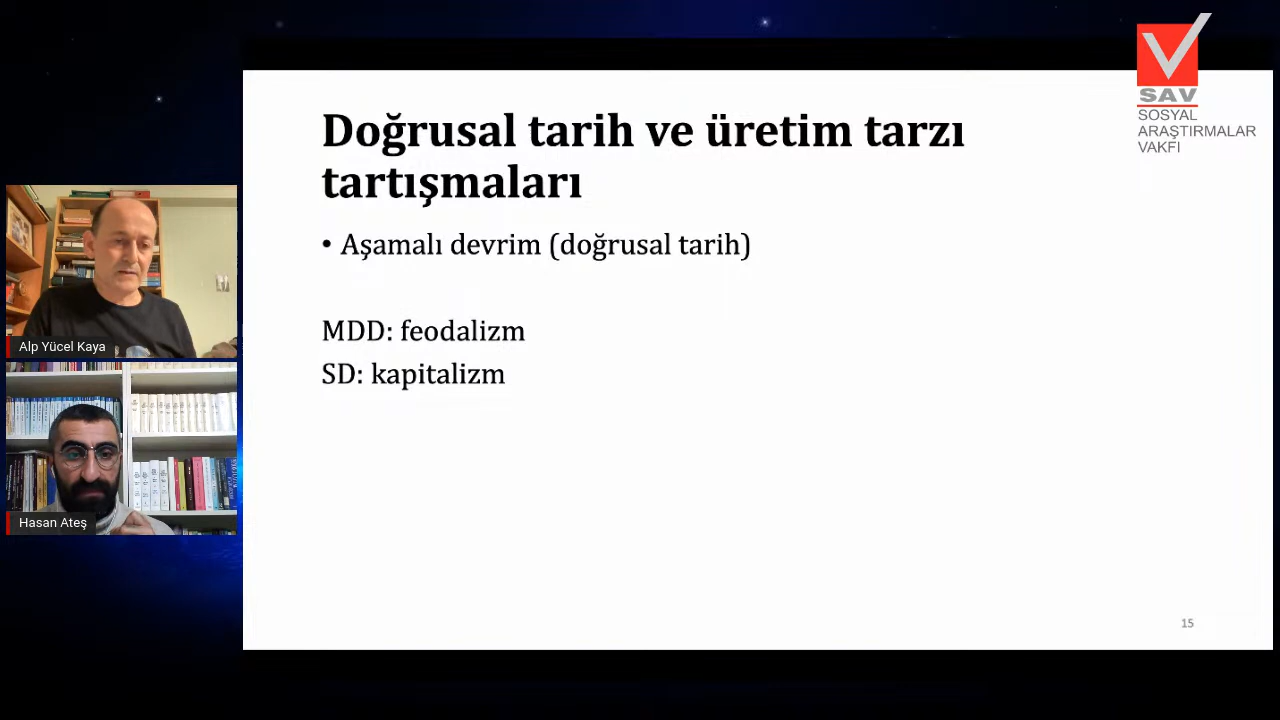 SAV
SOSYAL
ARAŞTIRMALAR
VAKFI
Doğrusal tarih ve üretim tarzı
tartışmaları
• Aşamalı devrim (doğrusal tarih)
MDD: feodalizm
SD: kapitalizm
15
Alp Yücel Kaya
Hasan Ateş